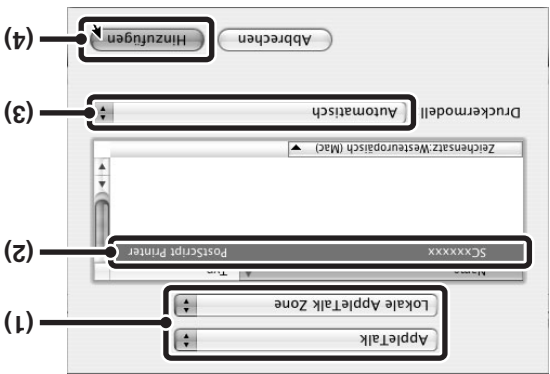 AppleTalk
Lokale AppleTalk Zone
(1)
Name Typ
SCxxxxxx PostScript Printer (2)
Zeichensatz:Westeuropäisch (Mac)
Druckermodell Automatisch (3)
Abbrechen Hinzufügen (4)